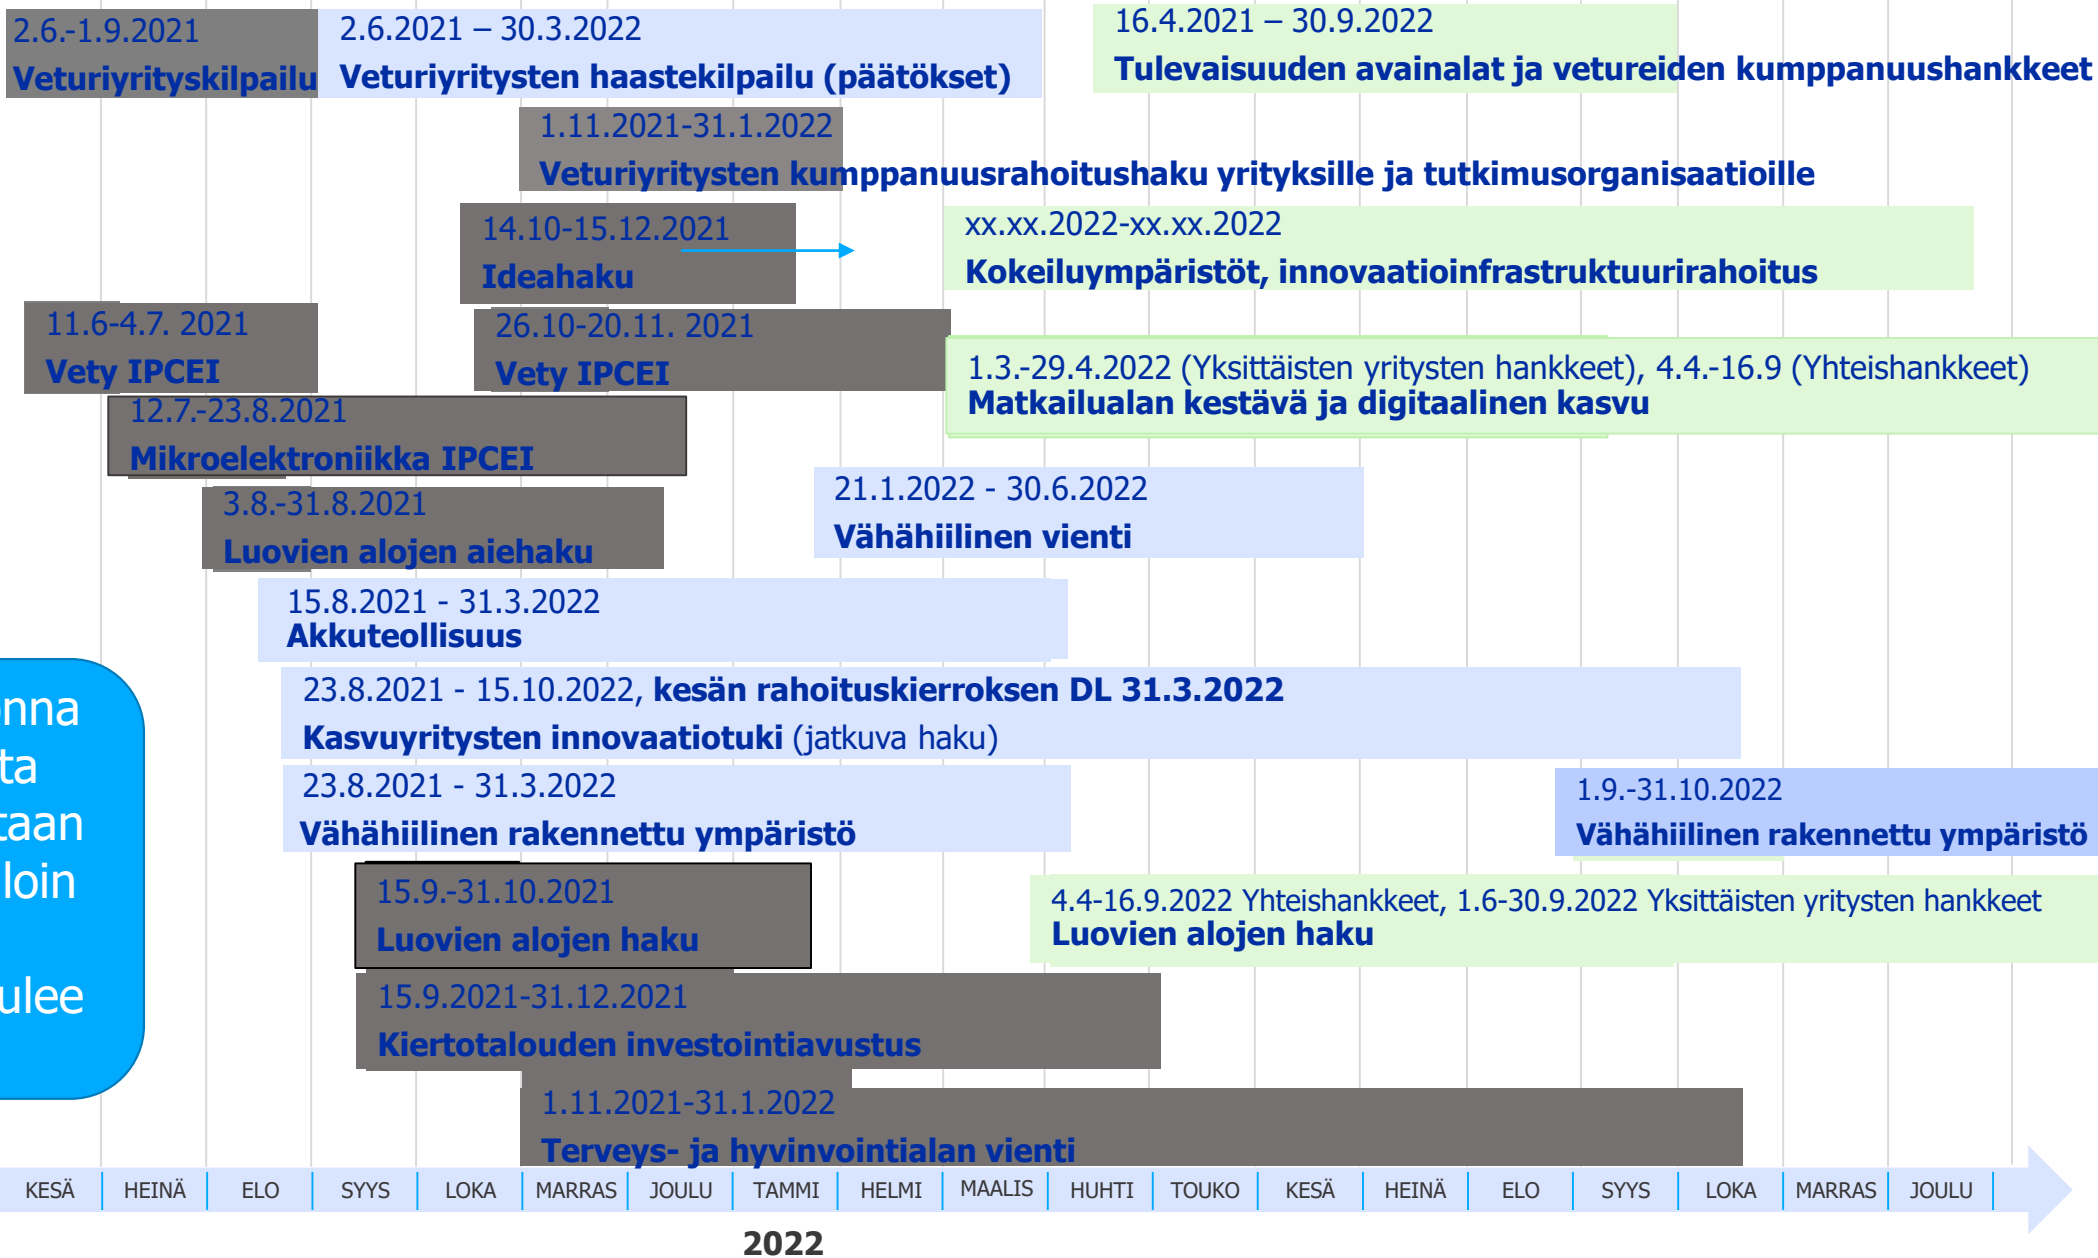 2.6.-1.9.2021
Veturiyrityskilpailu
2.6.2021 – 30.3.2022
Veturiyritysten haastekilpailu (päätökset)
16.4.2021 – 30.9.2022
Tulevaisuuden avainalat ja vetureiden kumppanuushankkeet
1.11.2021-31.1.2022
Veturiyritysten kumppanuusrahoitushaku yrityksille ja tutkimusorganisaatioille
14.10-15.12.2021
Ideahaku
xx.xx.2022-xx.xx.2022
Kokeiluympäristöt, innovaatioinfrastruktuurirahoitus
11.6-4.7. 2021
Vety IPCEI
26.10-20.11. 2021
Vety IPCEI
1.3.-29.4.2022 (Yksittäisten yritysten hankkeet), 4.4.-16.9 (Yhteishankkeet)
Matkailualan kestävä ja digitaalinen kasvu
12.7.-23.8.2021
Mikroelektroniikka IPCEI
3.8.-31.8.2021
Luovien alojen aiehaku
21.1.2022 - 30.6.2022
Vähähiilinen vienti
15.8.2021 - 31.3.2022
Akkuteollisuus
23.8.2021 - 15.10.2022, kesän rahoituskierroksen DL 31.3.2022
Kasvuyritysten innovaatiotuki (jatkuva haku)
23.8.2021 - 31.3.2022
Vähähiilinen rakennettu ympäristö
1.9.-31.10.2022
Vähähiilinen rakennettu ympäristö
15.9.-31.10.2021
Luovien alojen haku
4.4-16.9.2022 Yhteishankkeet, 1.6-30.9.2022 Yksittäisten yritysten hankkeet
Luovien alojen haku
15.9.2021-31.12.2021
Kiertotalouden investointiavustus
1.11.2021-31.1.2022
Terveys- ja hyvinvointialan vienti
onna
ta
taan
loin
ulee
KESÄ HEINÄ ELO SYYS LOKA MARRAS JOULU TAMMI HELMI MAALIS HUHTI TOUKO KESÄ HEINÄ ELO SYYS LOKA MARRAS JOULU
2022